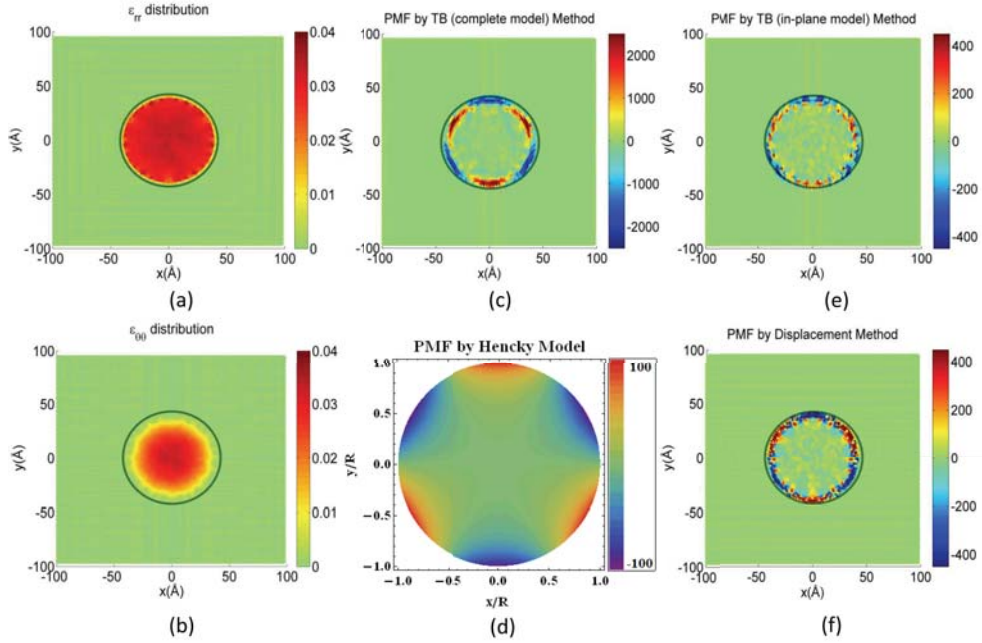 ε_rr distribution
100
50
0
-50
-100
y(Å)
-100 -50 0 50 100
x(Å)
0.04
0.03
0.02
0.01
0
(a)
PMF by TB (complete model) Method
100
50
0
-50
-100
y(Å)
-100 -50 0 50 100
x(Å)
2000
1000
0
-1000
-2000
(c)
PMF by TB (in-plane model) Method
100
50
0
-50
-100
y(Å)
-100 -50 0 50 100
x(Å)
400
200
0
-200
-400
(e)
ε_θθ distribution
100
50
0
-50
-100
y(Å)
-100 -50 0 50 100
x(Å)
0.04
0.03
0.02
0.01
0
(b)
PMF by Hencky Model
1.0
0.5
0.0
-0.5
-1.0
y/R
-1.0 -0.5 0.0 0.5 1.0
x/R
100
-100
(d)
PMF by Displacement Method
100
50
0
-50
-100
y(Å)
-100 -50 0 50 100
x(Å)
400
200
0
-200
-400
(f)